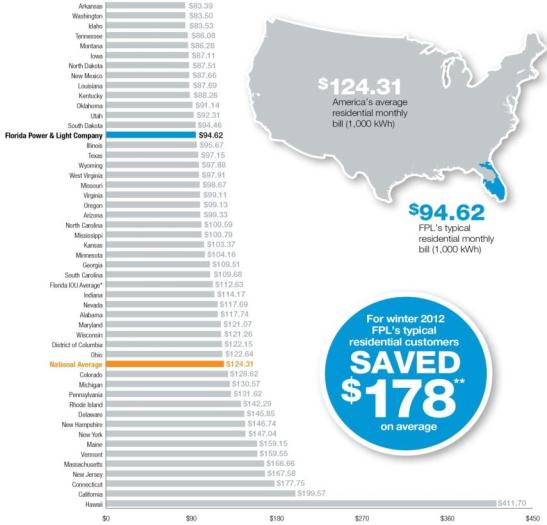 Arkansas $83.39
Washington $83.50
Idaho $83.53
Tennessee $86.08
Montana $86.28
Iowa $87.11
North Dakota $87.51
New Mexico $87.66
Louisiana $87.69
Kentucky $88.26
Oklahoma $91.14
Utah $92.31
South Dakota $94.46
Florida Power & Light Company $94.62
Illinois $95.67
Texas $97.15
Wyoming $97.88
West Virginia $97.91
Missouri $98.67
Virginia $99.11
Oregon $99.13
Arizona $99.33
North Carolina $100.59
Mississippi $100.79
Kansas $103.37
Minnesota $104.16
Georgia $109.51
South Carolina $109.68
Florida IOU Average* $112.63
Indiana $114.17
Nevada $117.69
Alabama $117.74
Maryland $121.07
Wisconsin $121.26
District of Columbia $122.15
Ohio $122.64
National Average $124.31
Colorado $128.62
Michigan $130.57
Pennsylvania $131.62
Rhode Island $142.29
Delaware $145.85
New Hampshire $146.74
New York $147.04
Maine $159.15
Vermont $159.55
Massachusetts $166.66
New Jersey $167.58
Connecticut $177.75
California $199.57
Hawaii $411.70
$0 $90 $180 $270 $360 $450
$124.31
America's average
residential monthly
bill (1,000 kWh)
$94.62
FPL's typical
residential monthly
bill (1,000 kWh)
For winter 2012
FPL's typical
residential customers
SAVED
$178**
on average